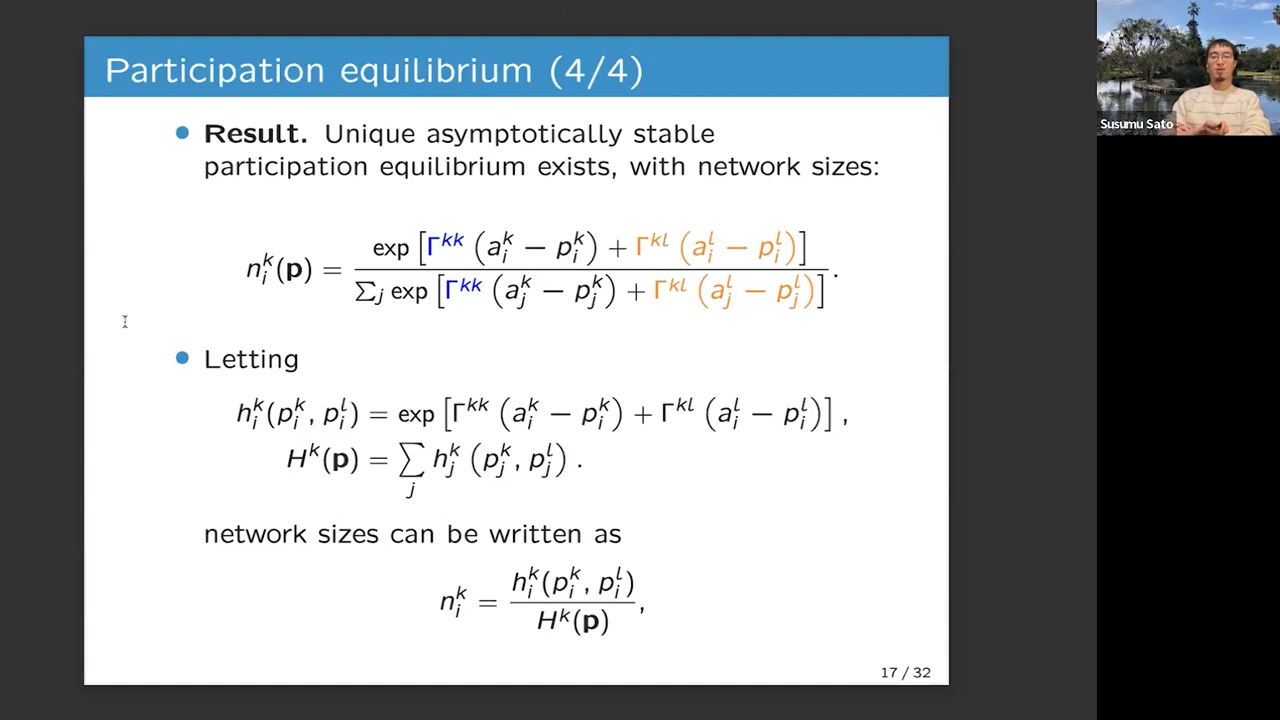 Participation equilibrium (4/4)
Susumu Sato
• Result. Unique asymptotically stable
participation equilibrium exists, with network sizes:
n_i^k(p) = exp [Γ^{kk} (a_i^k − p_i^k) + Γ^{kl} (a_i^l − p_i^l)] / Σ_j exp [Γ^{kk} (a_j^k − p_j^k) + Γ^{kl} (a_j^l − p_j^l)] .
• Letting
h_i^k(p_i^k, p_i^l) = exp [Γ^{kk} (a_i^k − p_i^k) + Γ^{kl} (a_i^l − p_i^l)] ,
H^k(p) = Σ_j h_j^k (p_j^k, p_j^l) .
network sizes can be written as
n_i^k = h_i^k(p_i^k, p_i^l) / H^k(p) ,
17 / 32